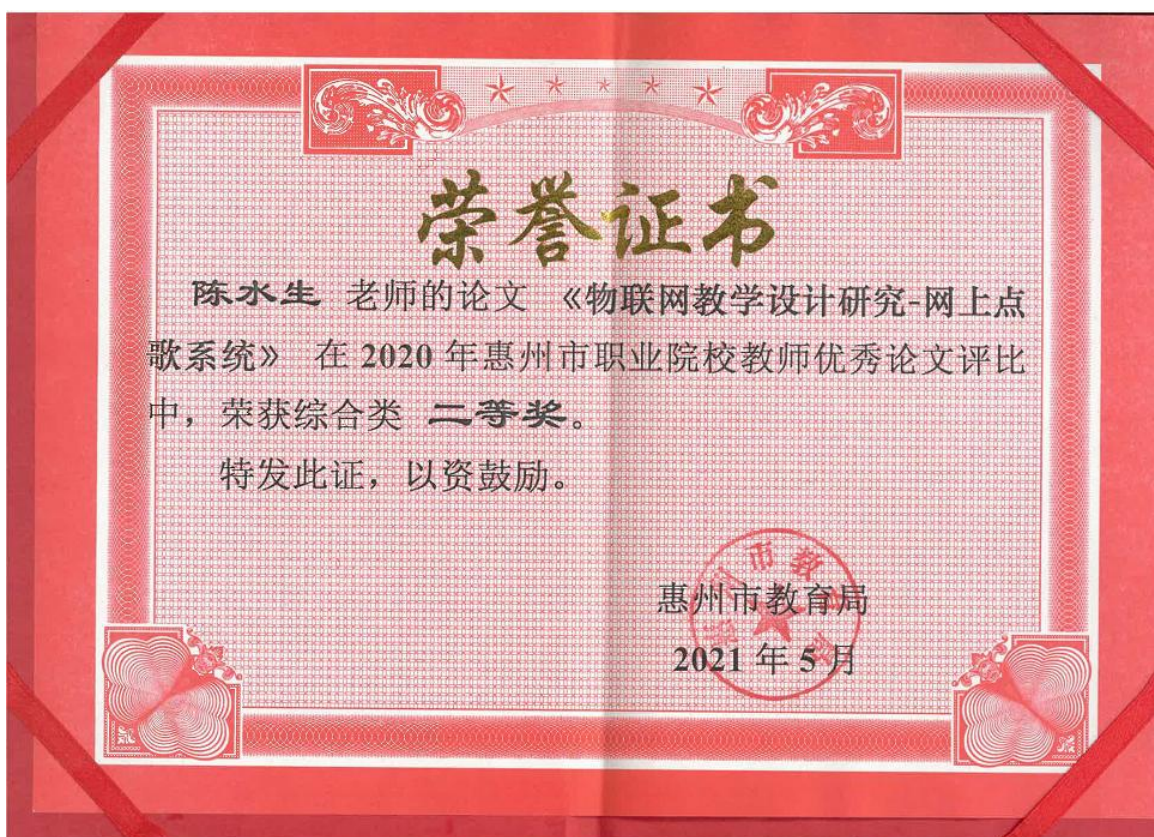 荣誉证书
陈水生 老师的论文 《物联网教学设计研究-网上点
歌系统》 在 2020 年惠州市职业院校教师优秀论文评比
中，荣获综合类 二等奖。
特发此证，以资鼓励。
惠州市教育局
2021 年 5 月